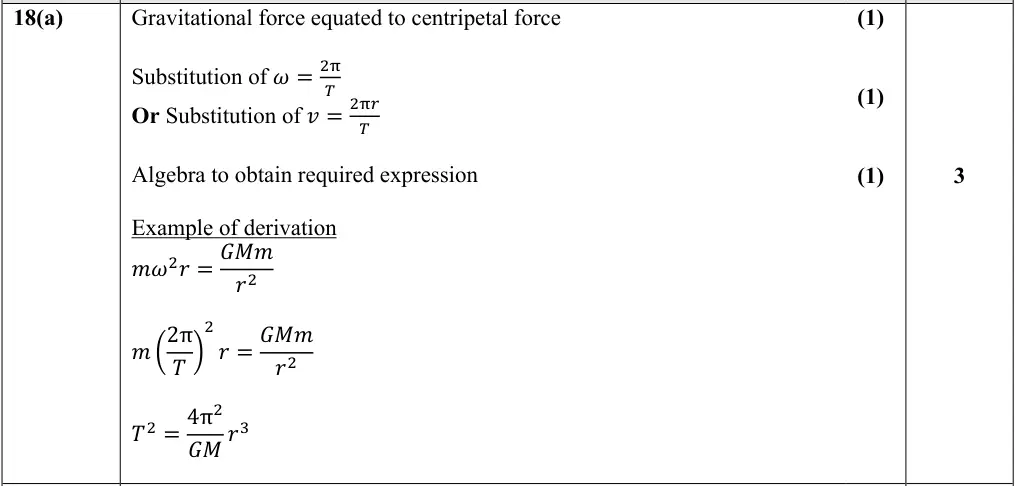 18(a) Gravitational force equated to centripetal force (1)
Substitution of 𝜔 = 2π/𝑇
Or Substitution of 𝑣 = 2π𝑟/𝑇 (1)
Algebra to obtain required expression (1) 3
Example of derivation
𝑚𝜔²𝑟 = 𝐺𝑀𝑚/𝑟²
𝑚(2π/𝑇)² 𝑟 = 𝐺𝑀𝑚/𝑟²
𝑇² = 4π²/𝐺𝑀 𝑟³